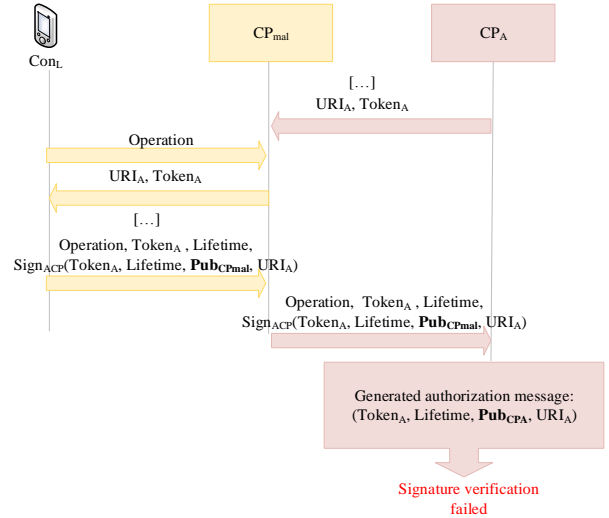 Con_L
CP_mal
CP_A
[...]
URI_A, Token_A
Operation
URI_A, Token_A
[...]
Operation, Token_A , Lifetime,
Sign_ACP(Token_A, Lifetime, Pub_CPmal, URI_A)
Operation, Token_A , Lifetime,
Sign_ACP(Token_A, Lifetime, Pub_CPmal, URI_A)
Generated authorization message:
(Token_A, Lifetime, Pub_CPA, URI_A)
Signature verification
failed